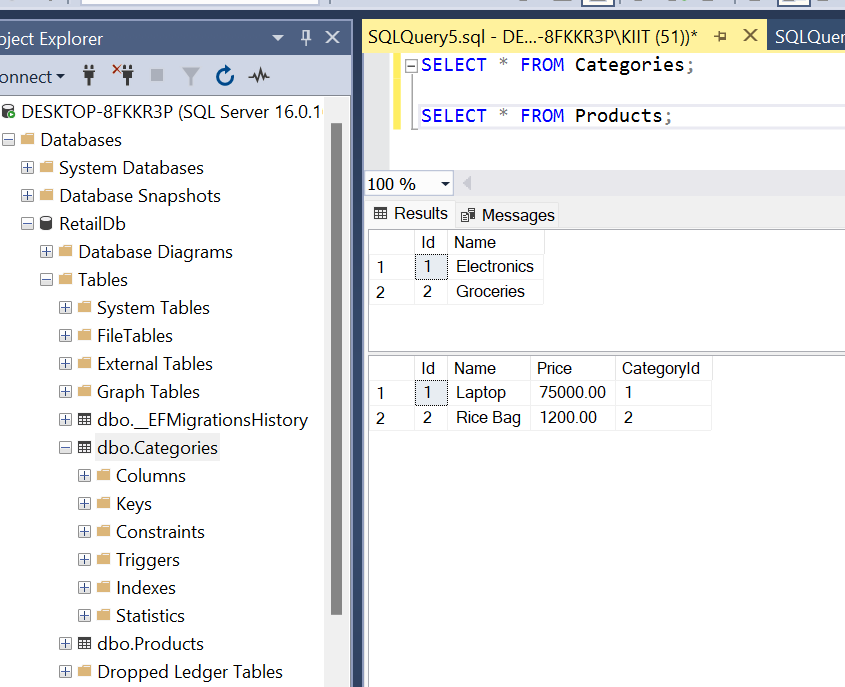 bject Explorer
onnect
DESKTOP-8FKKR3P (SQL Server 16.0.1
Databases
System Databases
Database Snapshots
RetailDb
Database Diagrams
Tables
System Tables
FileTables
External Tables
Graph Tables
dbo.__EFMigrationsHistory
dbo.Categories
Columns
Keys
Constraints
Triggers
Indexes
Statistics
dbo.Products
Dropped Ledger Tables
SQLQuery5.sql - DE...-8FKKR3P\KIIT (51))*
SQLQuer
SELECT * FROM Categories;
SELECT * FROM Products;
100 %
Results Messages
Id Name
1 1 Electronics
2 2 Groceries
Id Name Price CategoryId
1 1 Laptop 75000.00 1
2 2 Rice Bag 1200.00 2